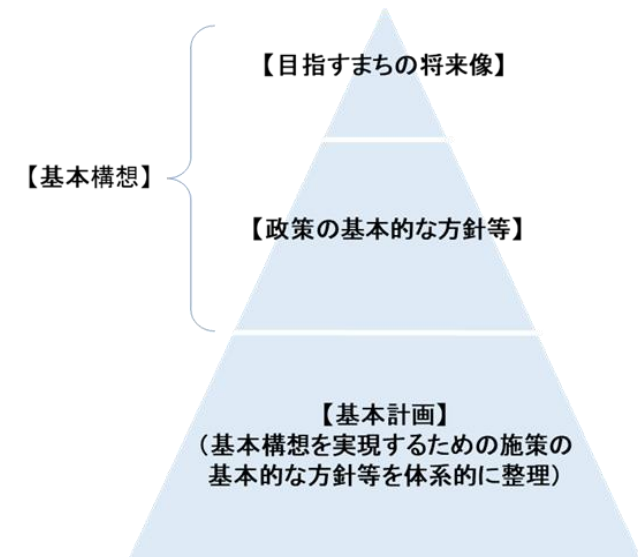 【目指すまちの将来像】
【基本構想】
【政策の基本的な方針等】
【基本計画】
（基本構想を実現するための施策の
基本的な方針等を体系的に整理）